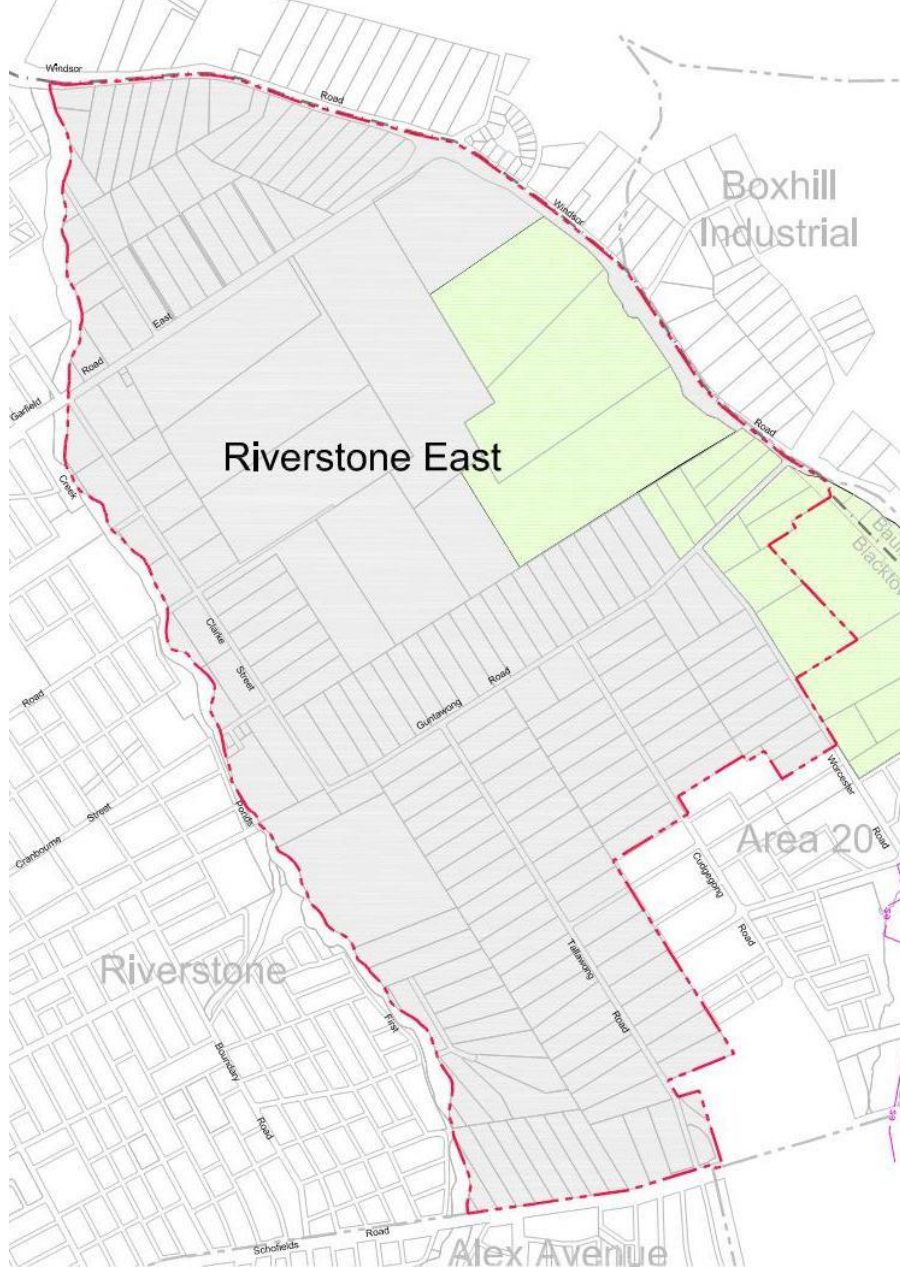 Windsor
Road
Boxhill
Industrial
Windsor
East
Road
Garfield
Road
Riverstone East
Creek
Blackto
Clarke
Street
Road
Road
Guntawong
Worcester
Road
Ponds
Street
Cranbourne
Area 20
Cudgegong
Road
Tallawong
Road
Riverstone
First
Boundary
Road
Road
Schofields
Alex Avenue